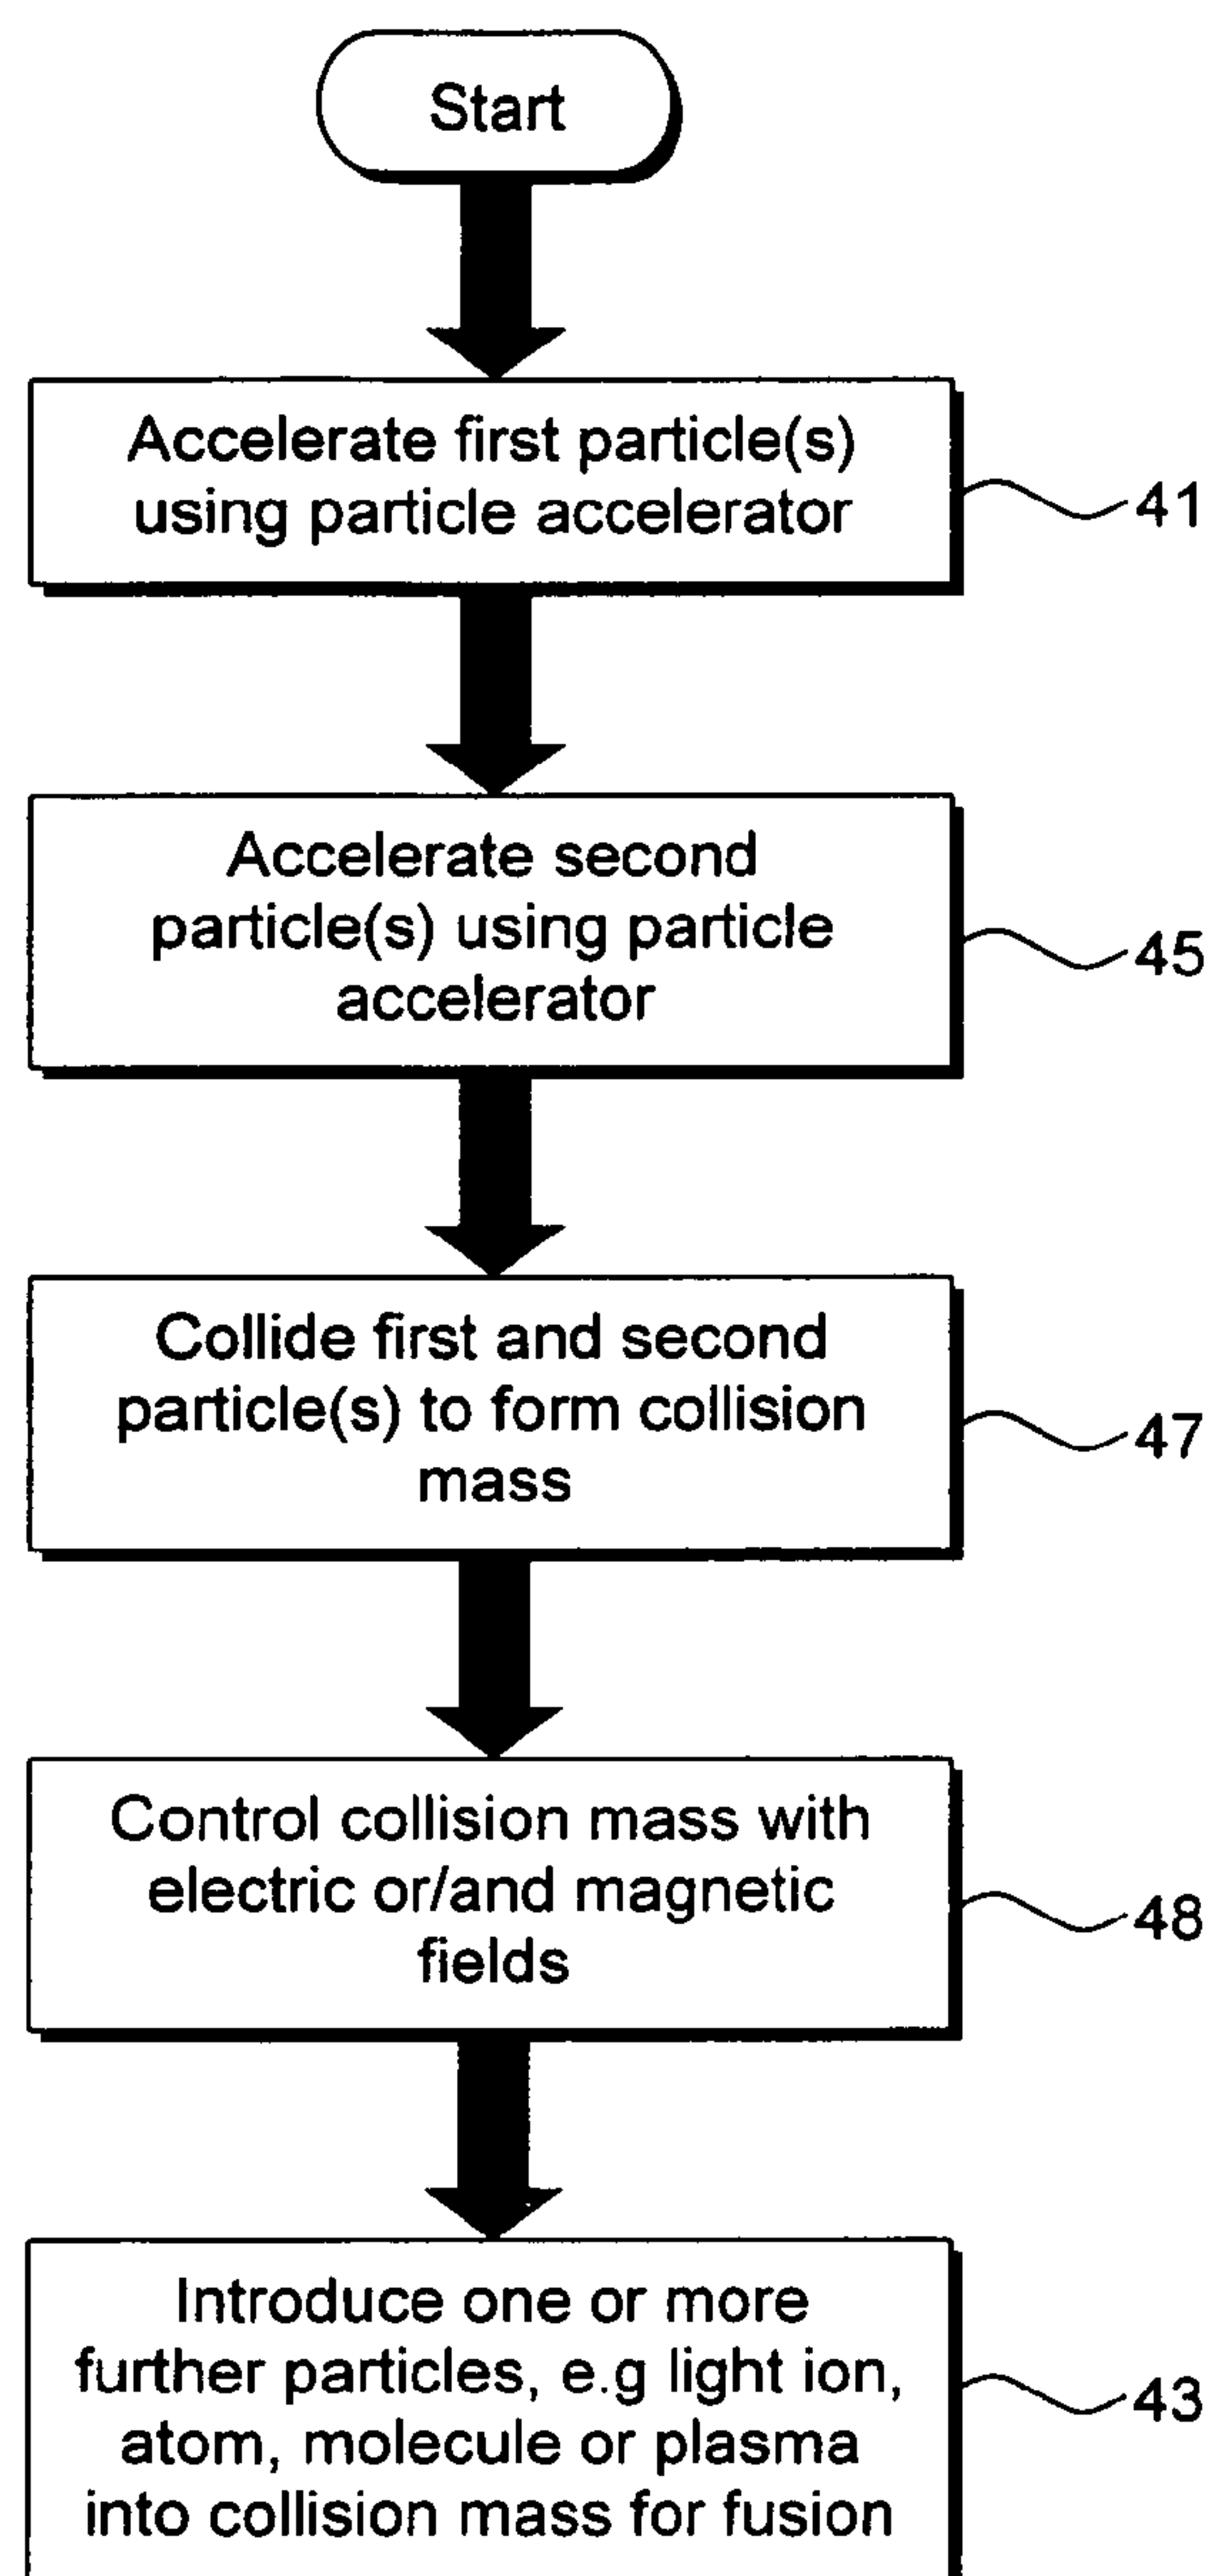 Start
Accelerate first particle(s)
using particle accelerator
41
Accelerate second
particle(s) using particle
accelerator
45
Collide first and second
particle(s) to form collision
mass
47
Control collision mass with
electric or/and magnetic
fields
48
Introduce one or more
further particles, e.g light ion,
atom, molecule or plasma
into collision mass for fusion
43